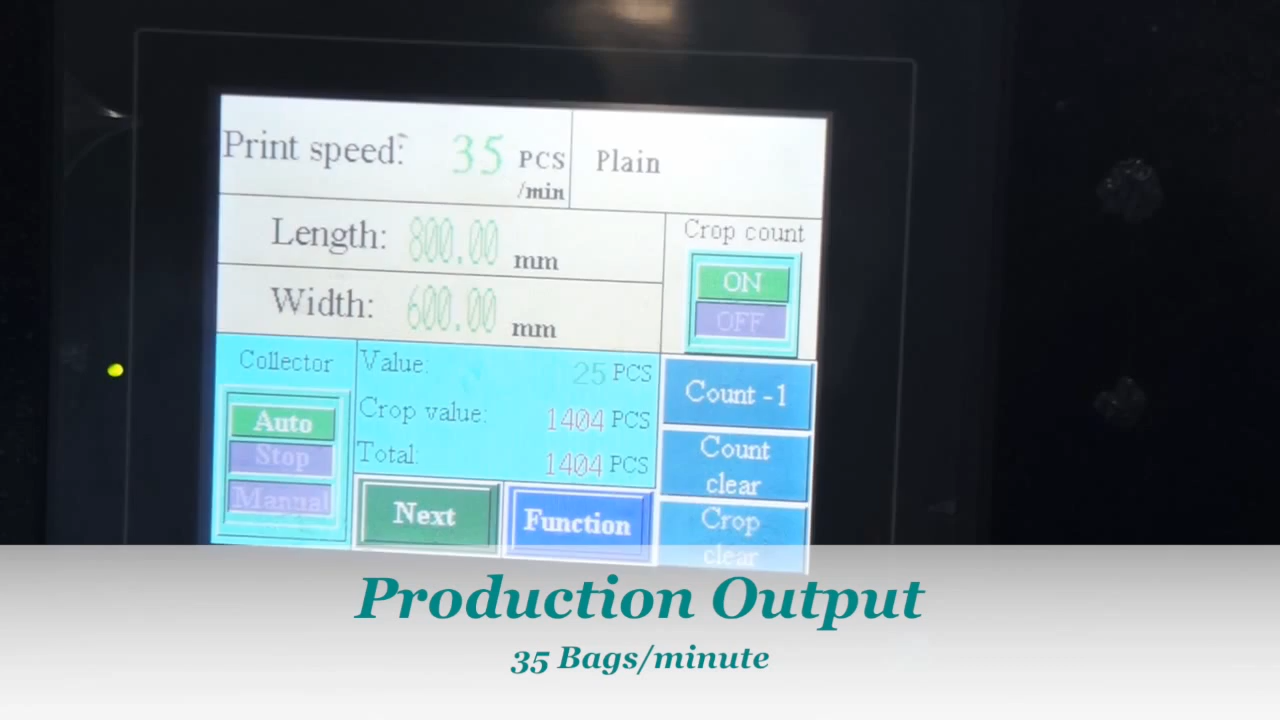 Print speed: 35 PCS /min
Plain
Length: 800.00 mm
Width: 600.00 mm
Crop count
ON
OFF
Collector
Auto
Stop
Manual
Value: 25 PCS
Crop value: 1404 PCS
Total: 1404 PCS
Next
Function
Count -1
Count
clear
Crop
clear
Production Output
35 Bags/minute